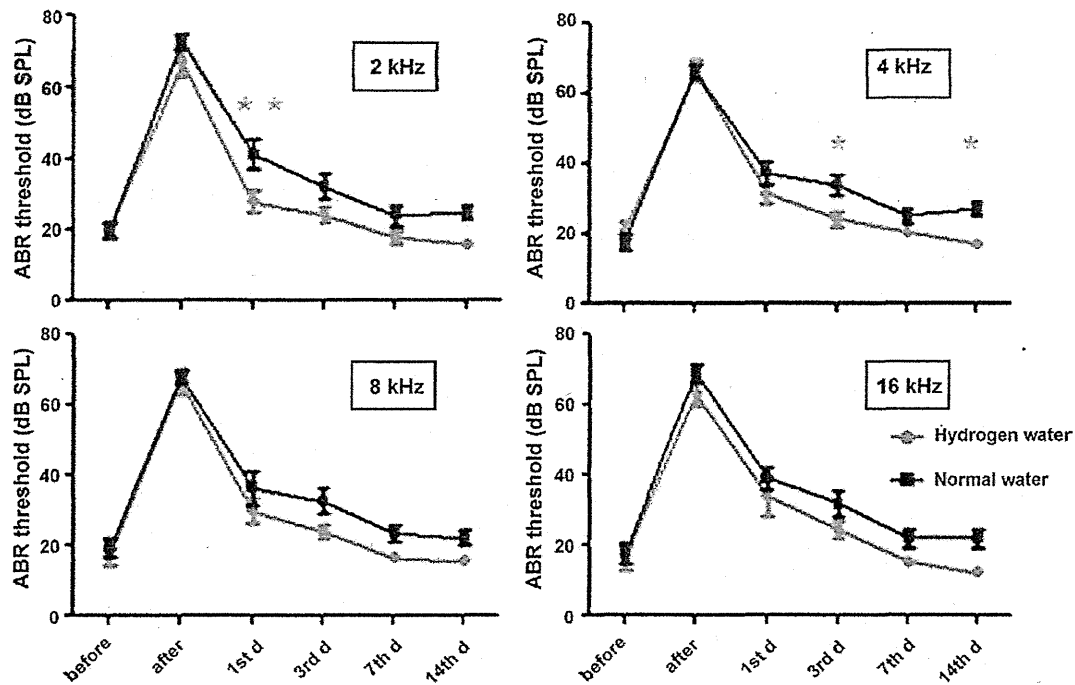 80
60
40
20
0
ABR threshold (dB SPL)
2 kHz
* *
80
60
40
20
0
ABR threshold (dB SPL)
4 kHz
*
*
80
60
40
20
0
ABR threshold (dB SPL)
8 kHz
before
after
1st d
3rd d
7th d
14th d
80
60
40
20
0
ABR threshold (dB SPL)
16 kHz
Hydrogen water
Normal water
before
after
1st d
3rd d
7th d
14th d